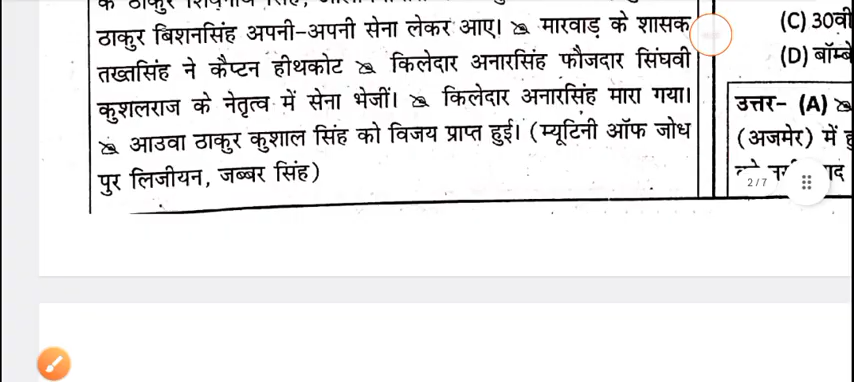 ठाकुर बिशनसिंह अपनी-अपनी सेना लेकर आए। मारवाड़ के शासक
तख्तसिंह ने कैप्टन हीथकोट किलेदार अनारसिंह फौजदार सिंघवी
कुशलराज के नेतृत्व में सेना भेजीं। किलेदार अनारसिंह मारा गया।
आउवा ठाकुर कुशाल सिंह को विजय प्राप्त हुई। (म्यूटिनी ऑफ जोध
पुर लिजीयन, जब्बर सिंह)
(C) 30वी
(D) बॉम्बे
उत्तर- (A)
(अजमेर) में
2/7